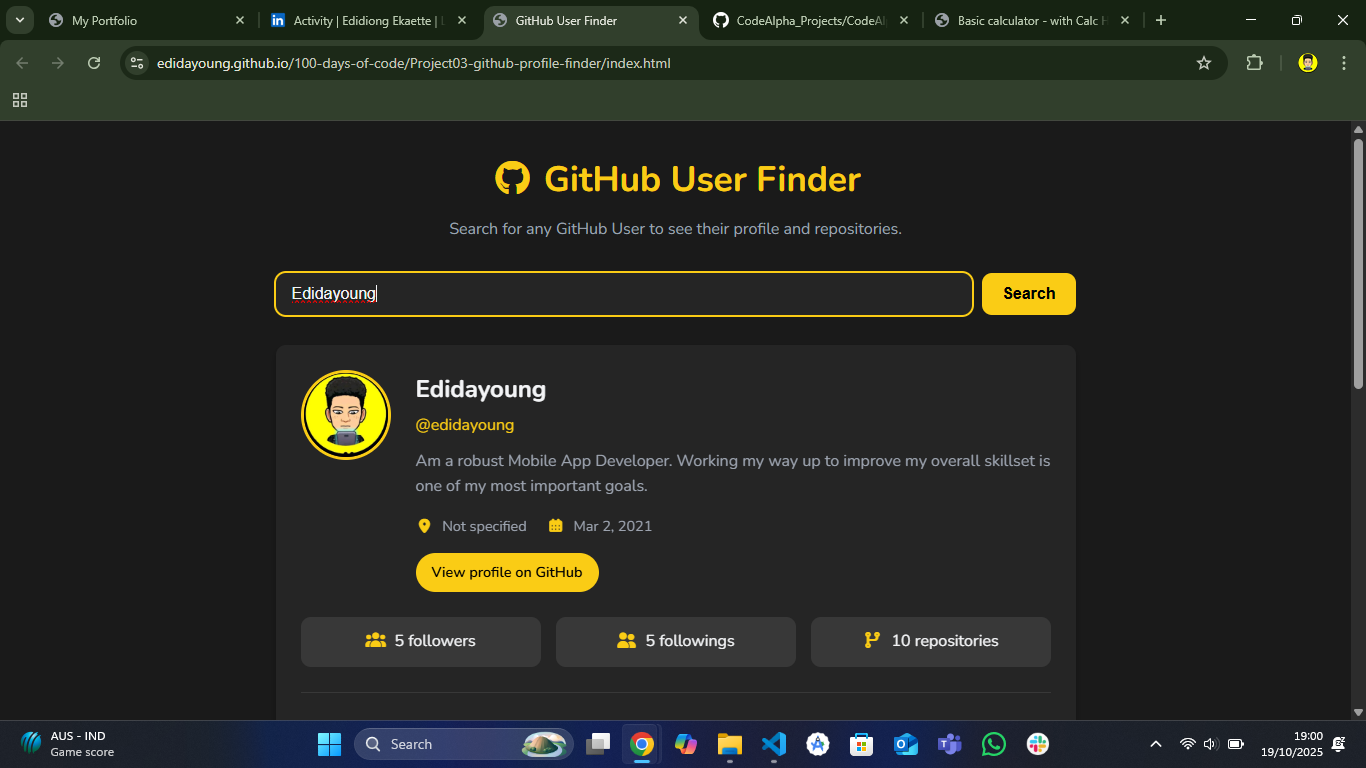 My Portfolio
Activity | Edidiong Ekaette |
GitHub User Finder
CodeAlpha_Projects/CodeAl
Basic calculator - with Calc H
edidayoung.github.io/100-days-of-code/Project03-github-profile-finder/index.html
GitHub User Finder
Search for any GitHub User to see their profile and repositories.
Edidayoung
Search
Edidayoung
@edidayoung
Am a robust Mobile App Developer. Working my way up to improve my overall skillset is
one of my most important goals.
Not specified
Mar 2, 2021
View profile on GitHub
5 followers
5 followings
10 repositories
AUS - IND
Game score
Search
19:00
19/10/2025